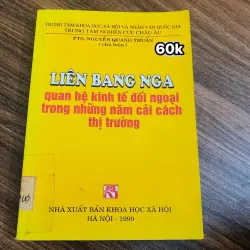 TRUNG TÂM KHOA HỌC XÃ HỘI VÀ NHÂN VĂN QUỐC GIA
TRUNG TÂM NGHIÊN CỨU CHÂU ÂU
PTS. NGUYỄN QUANG THUẤN
( chủ biên )
60k
LIÊN BANG NGA
quan hệ kinh tế đối ngoại
trong những năm cải cách
thị trường
NHÀ XUẤT BẢN KHOA HỌC XÃ HỘI
HÀ NỘI - 1999